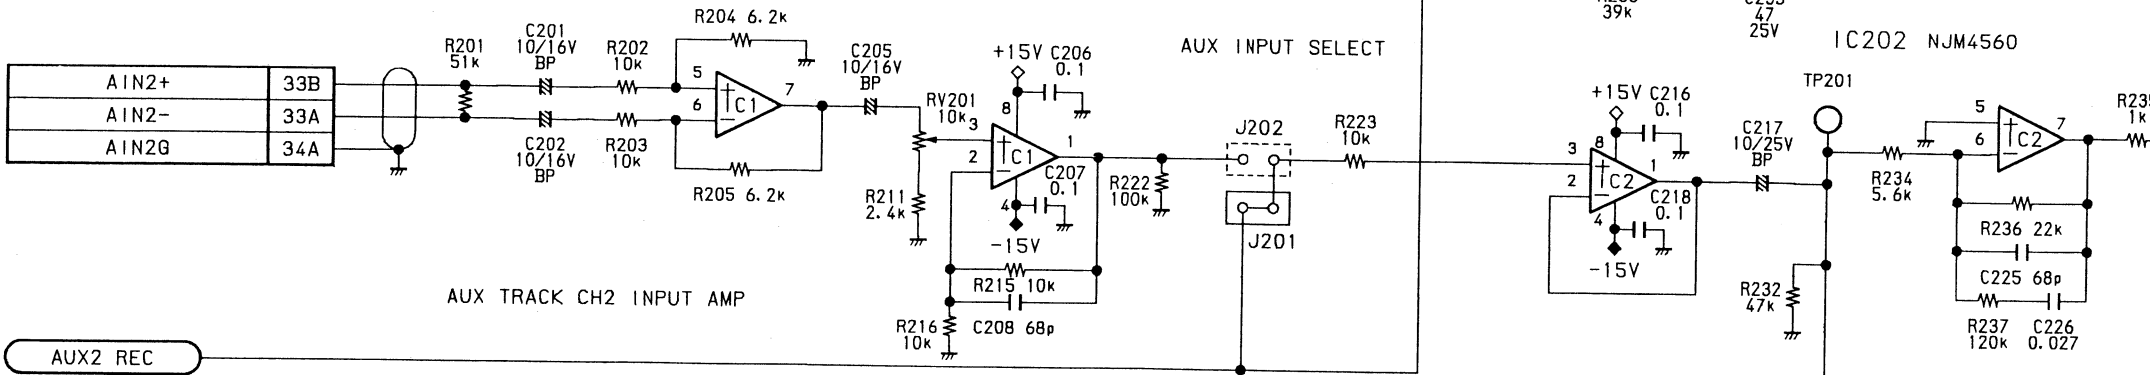 AIN2+ 33B
AIN2- 33A
AIN2G 34A
R201
51k
C201
10/16V
BP
R202
10k
C202
10/16V
BP
R203
10k
R204 6.2k
5
6
7
C1
R205 6.2k
C205
10/16V
BP
RV201
10k
R211
2.4k
+15V
C206
0.1
8
3
2
1
C1
4
C207
0.1
-15V
R215 10k
C208 68p
R216
10k
R222
100k
AUX INPUT SELECT
J202
J201
R223
10k
AUX TRACK CH2 INPUT AMP
AUX2 REC
39k
47
25V
IC202 NJM4560
+15V
C216
0.1
8
3
2
1
C2
4
C218
0.1
-15V
C217
10/25V
BP
TP201
R232
47k
R234
5.6k
5
6
7
C2
R235
1k
R236 22k
C225 68p
R237
120k
C226
0.027